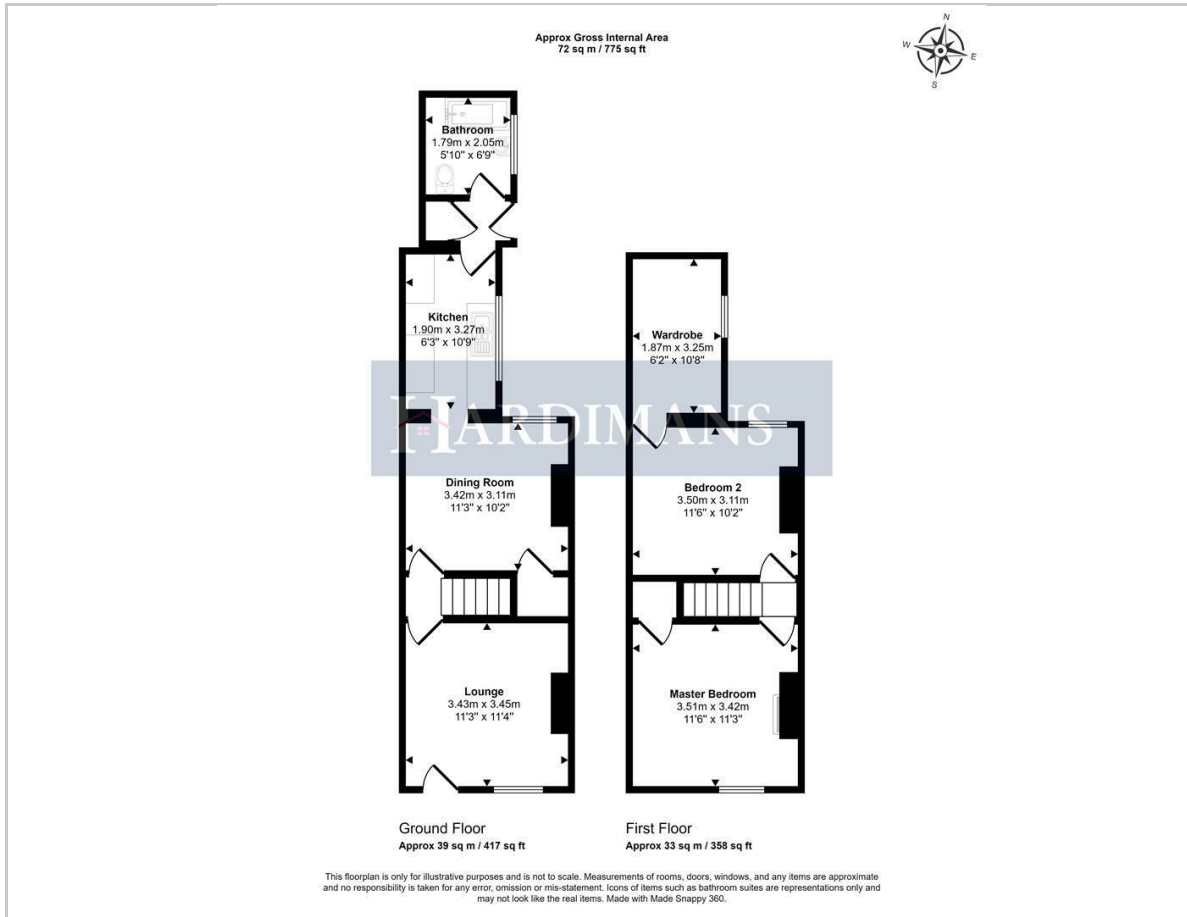 Approx Gross Internal Area
72 sq m / 775 sq ft
N
W
E
S
Bathroom
1.79m x 2.05m
5'10" x 6'9"
Kitchen
1.90m x 3.27m
6'3" x 10'9"
Wardrobe
1.87m x 3.25m
6'2" x 10'8"
HARDIMANS
Dining Room
3.42m x 3.11m
11'3" x 10'2"
Bedroom 2
3.50m x 3.11m
11'6" x 10'2"
Lounge
3.43m x 3.45m
11'3" x 11'4"
Master Bedroom
3.51m x 3.42m
11'6" x 11'3"
Ground Floor
Approx 39 sq m / 417 sq ft
First Floor
Approx 33 sq m / 358 sq ft
This floorplan is only for illustrative purposes and is not to scale. Measurements of rooms, doors, windows, and any items are approximate
and no responsibility is taken for any error, omission or mis-statement. Icons of items such as bathroom suites are representations only and
may not look like the real items. Made with Made Snappy 360.